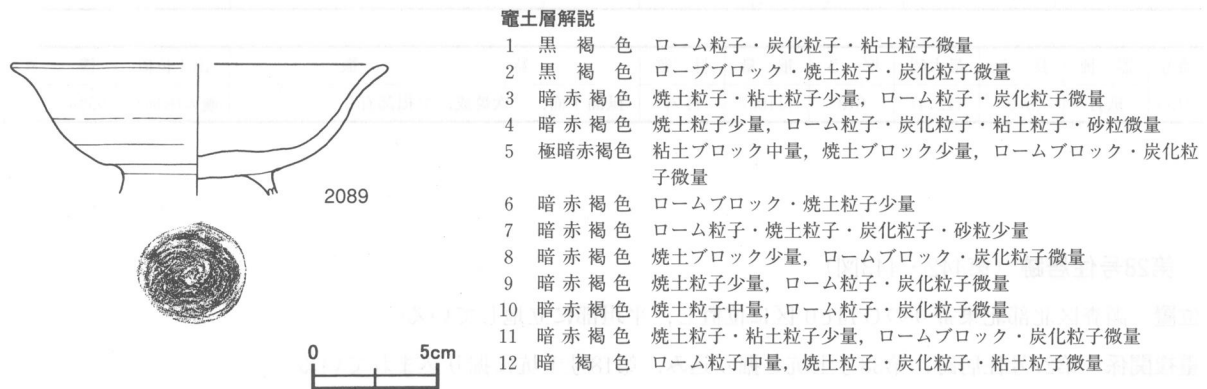 竈土層解説
1 黒褐色 ローム粒子・炭化粒子・粘土粒子微量
2 黒褐色 ローブブロック・焼土粒子・炭化粒子微量
3 暗赤褐色 焼土粒子・粘土粒子少量，ローム粒子・炭化粒子微量
4 暗赤褐色 焼土粒子少量，ローム粒子・炭化粒子・粘土粒子・砂粒微量
5 極暗赤褐色 粘土ブロック中量，焼土ブロック少量，ロームブロック・炭化粒
子微量
6 暗赤褐色 ロームブロック・焼土粒子少量
7 暗赤褐色 ローム粒子・焼土粒子・炭化粒子・砂粒少量
8 暗赤褐色 焼土ブロック少量，ロームブロック・炭化粒子微量
9 暗赤褐色 焼土粒子少量，ローム粒子・炭化粒子微量
10 暗赤褐色 焼土粒子中量，ローム粒子・炭化粒子微量
11 暗赤褐色 焼土粒子・粘土粒子少量，ロームブロック・炭化粒子微量
12 暗褐色 ローム粒子中量，焼土粒子・炭化粒子・粘土粒子微量
2089
0 5cm